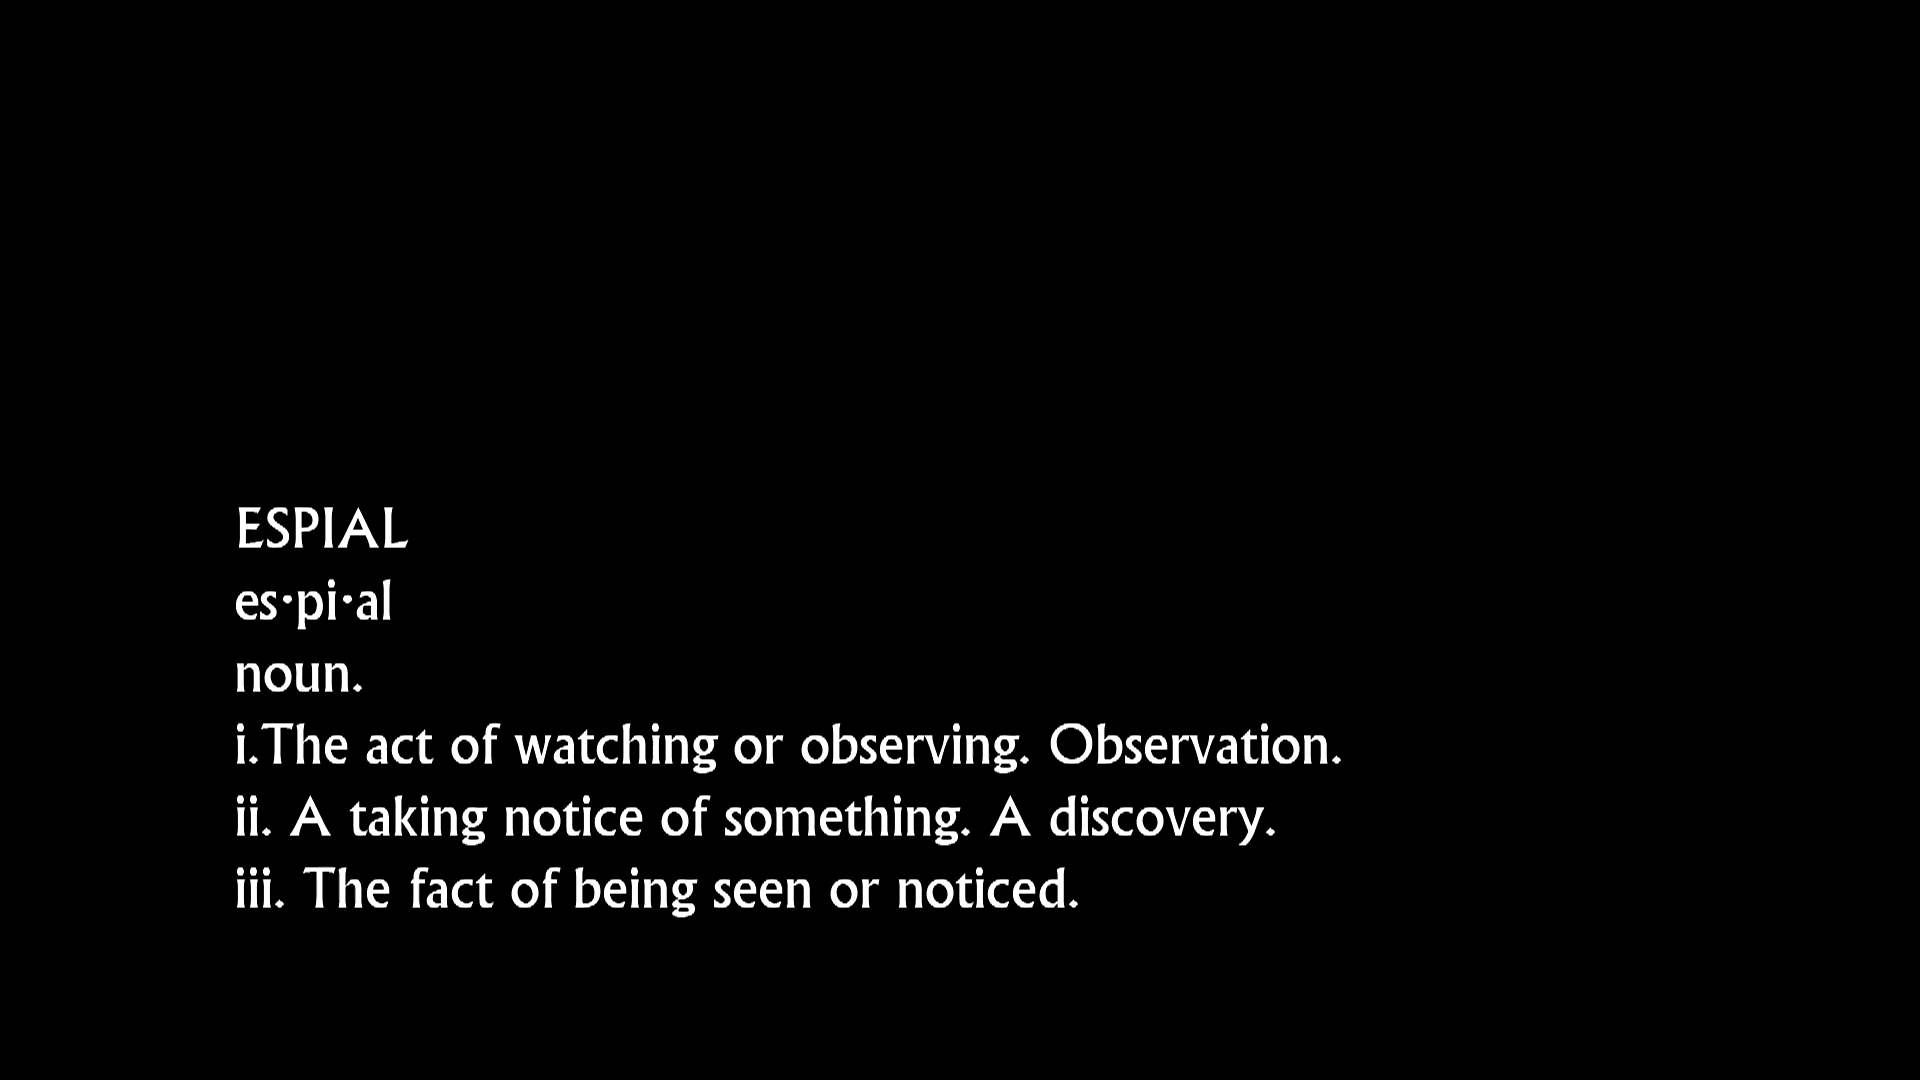 ESPIAL
es·pi·al
noun.
i.The act of watching or observing. Observation.
ii. A taking notice of something. A discovery.
iii. The fact of being seen or noticed.